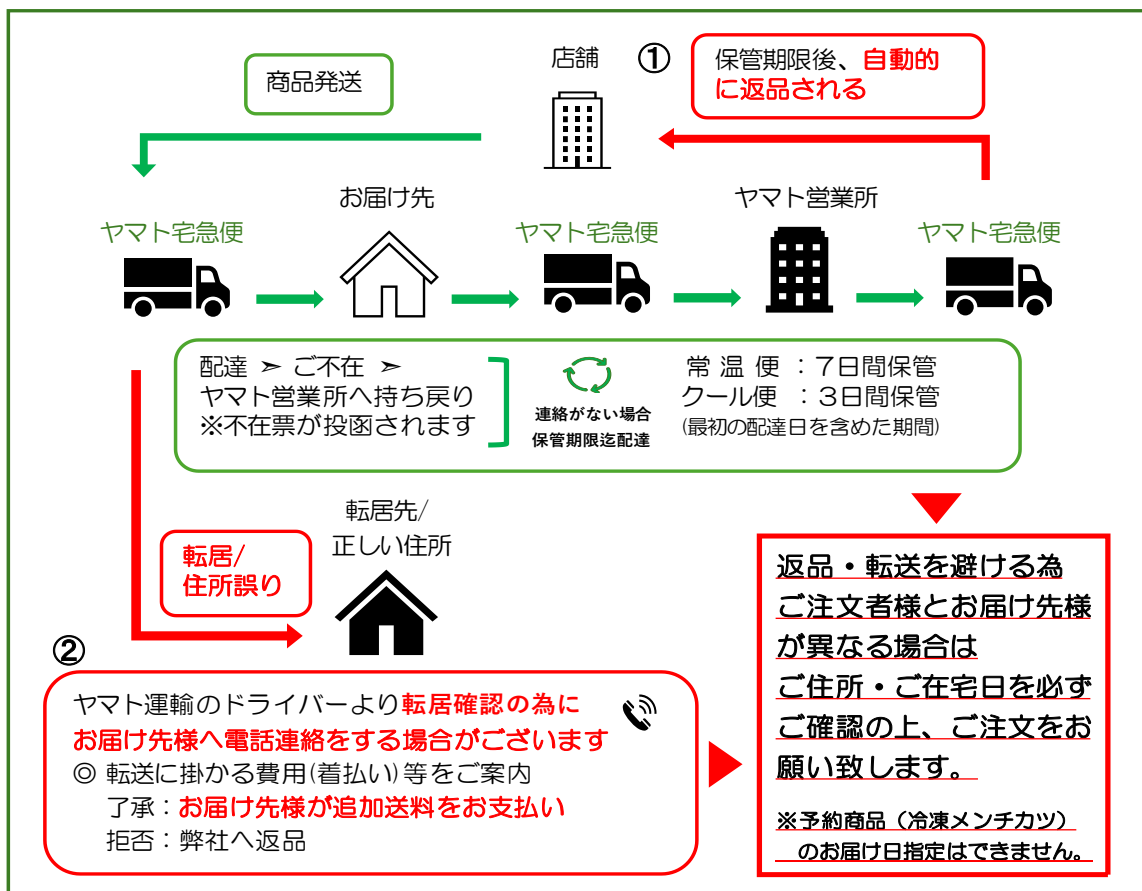 店舗
①
保管期限後、自動的
に返品される
商品発送
お届け先
ヤマト営業所
ヤマト宅急便
ヤマト宅急便
ヤマト宅急便
配達 ➣ ご不在 ➣
ヤマト営業所へ持ち戻り
※不在票が投函されます
連絡がない場合
保管期限迄配達
常 温 便 ：７日間保管
クール便 ：３日間保管
(最初の配達日を含めた期間)
転居先/
正しい住所
転居/
住所誤り
②
ヤマト運輸のドライバーより転居確認の為に
お届け先様へ電話連絡をする場合がございます
◎ 転送に掛かる費用(着払い)等をご案内
了承：お届け先様が追加送料をお支払い
拒否：弊社へ返品
返品・転送を避ける為
ご注文者様とお届け先様
が異なる場合は
ご住所・ご在宅日を必ず
ご確認の上、ご注文をお
願い致します。
※予約商品（冷凍メンチカツ）
のお届け日指定はできません。